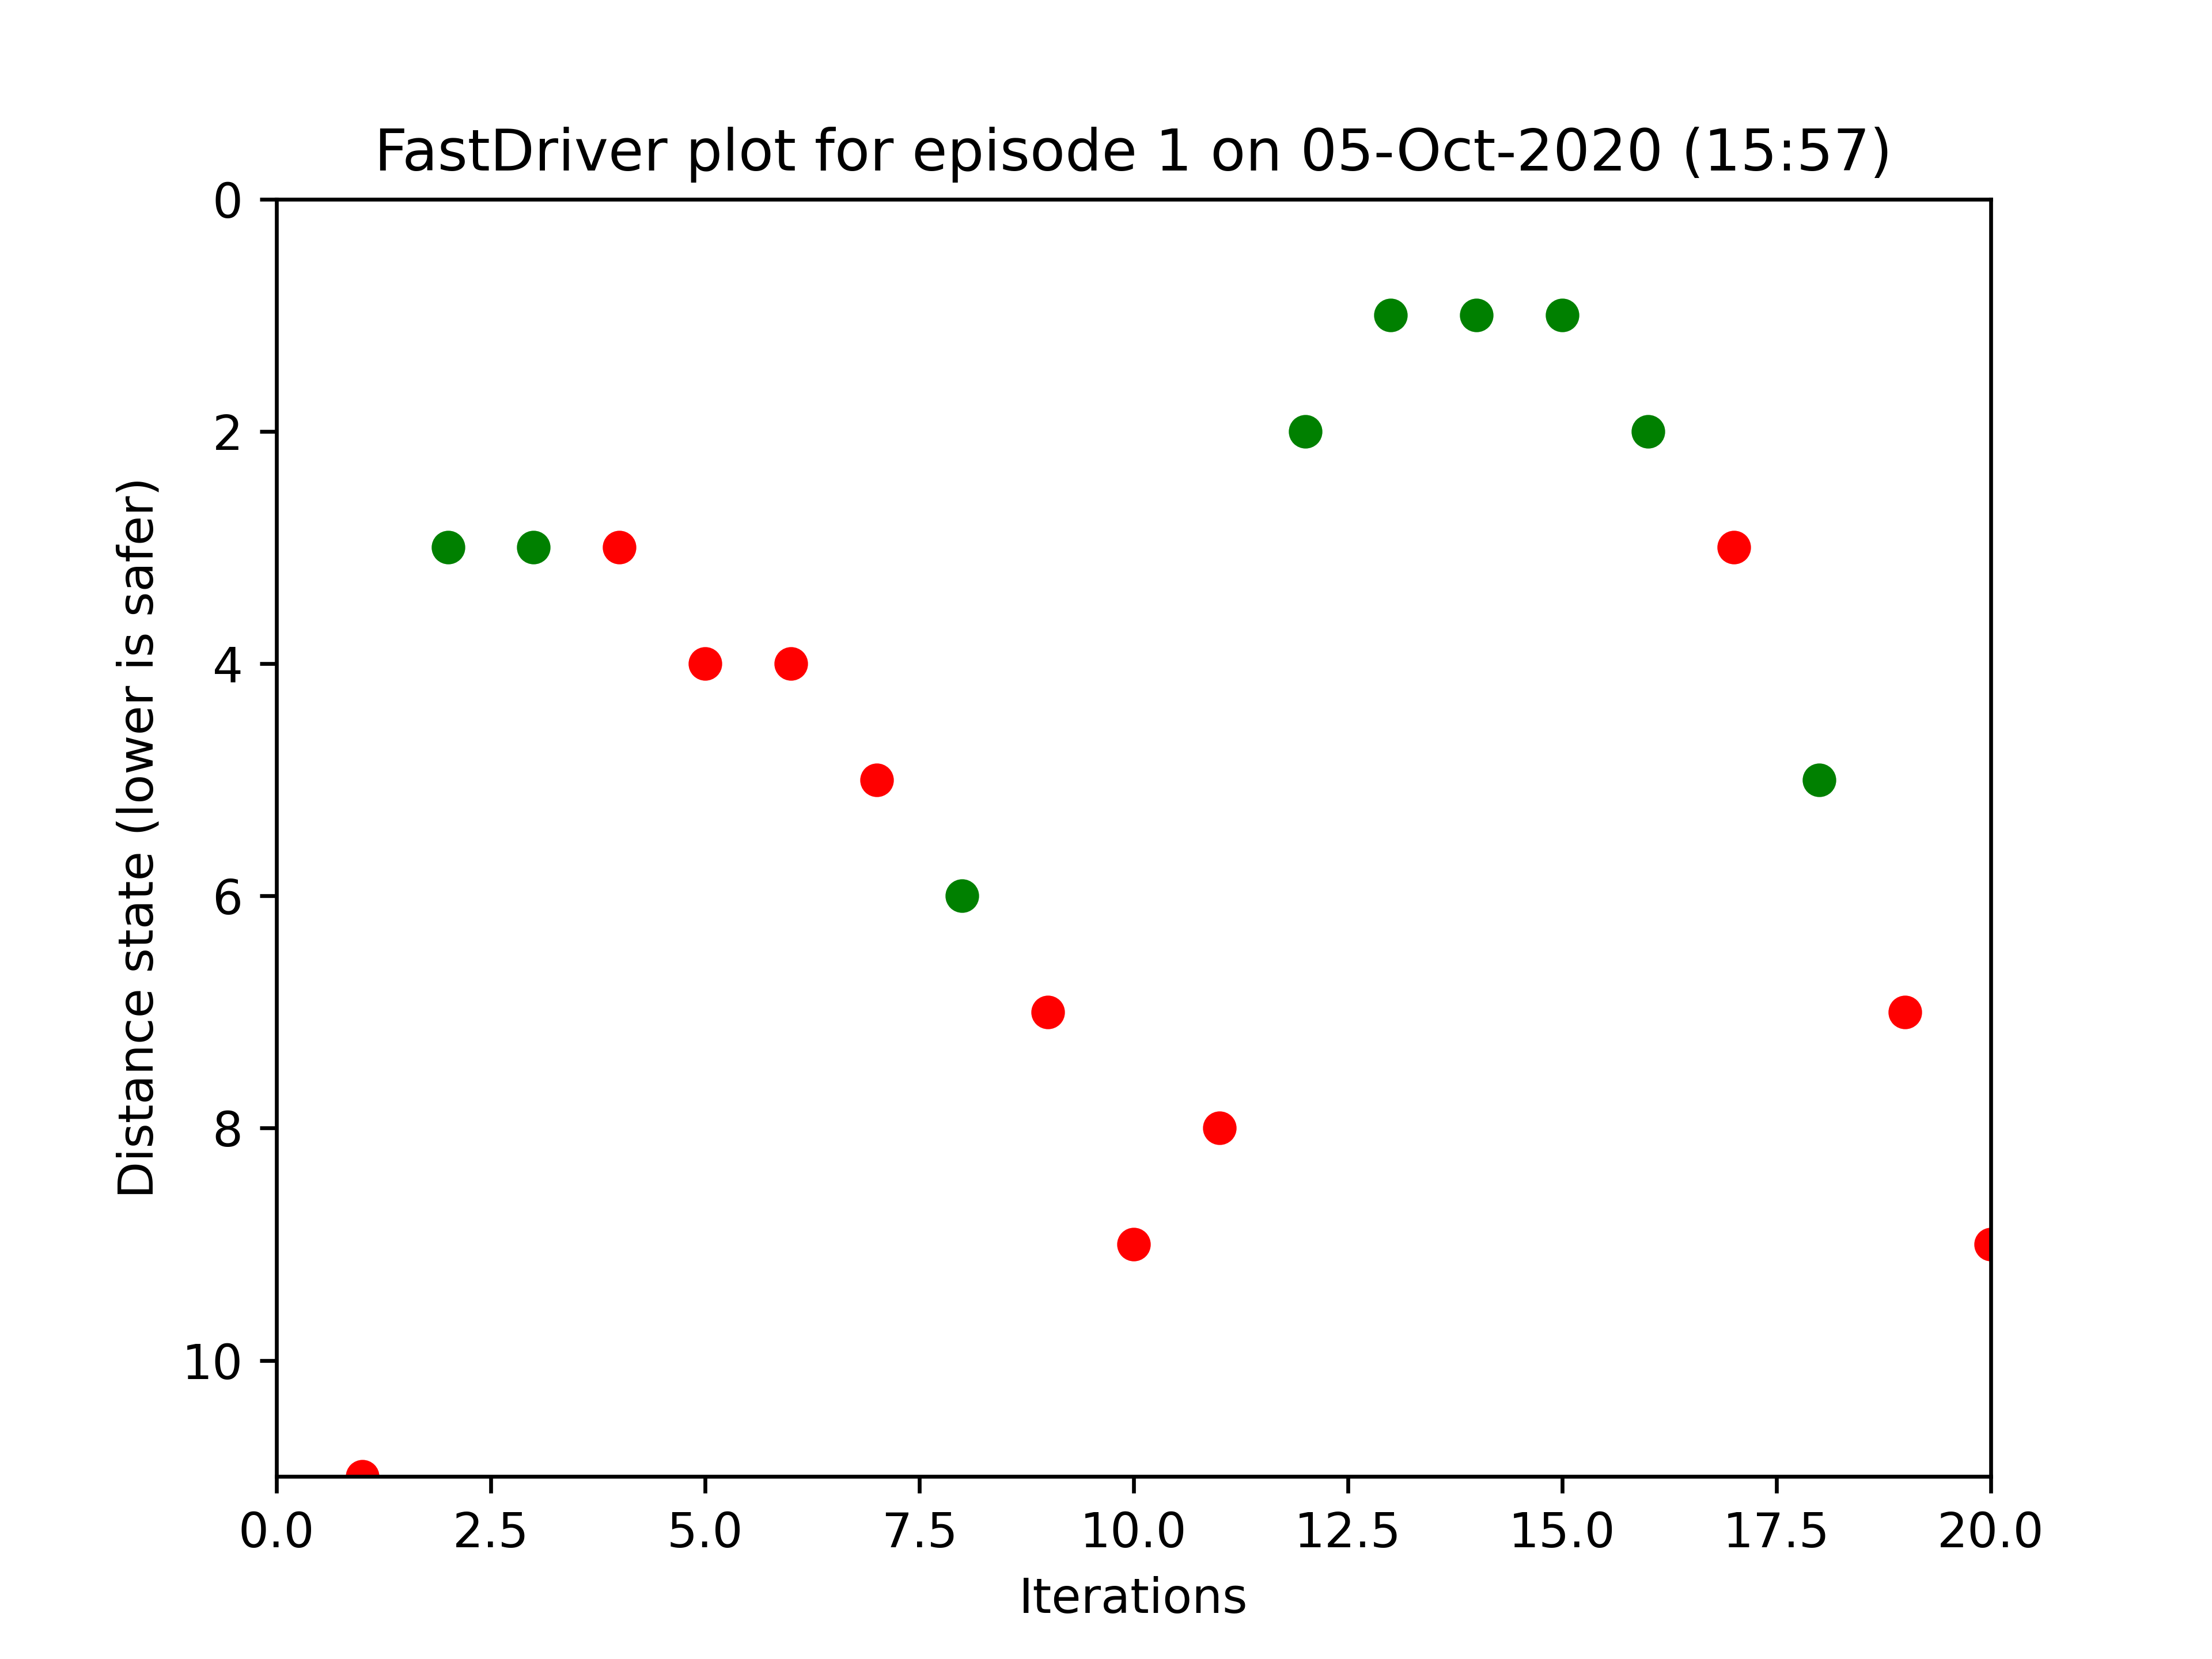 FastDriver plot for episode 1 on 05-Oct-2020 (15:57)
0
2
4
6
8
10
Distance state (lower is safer)
0.0 2.5 5.0 7.5 10.0 12.5 15.0 17.5 20.0
Iterations